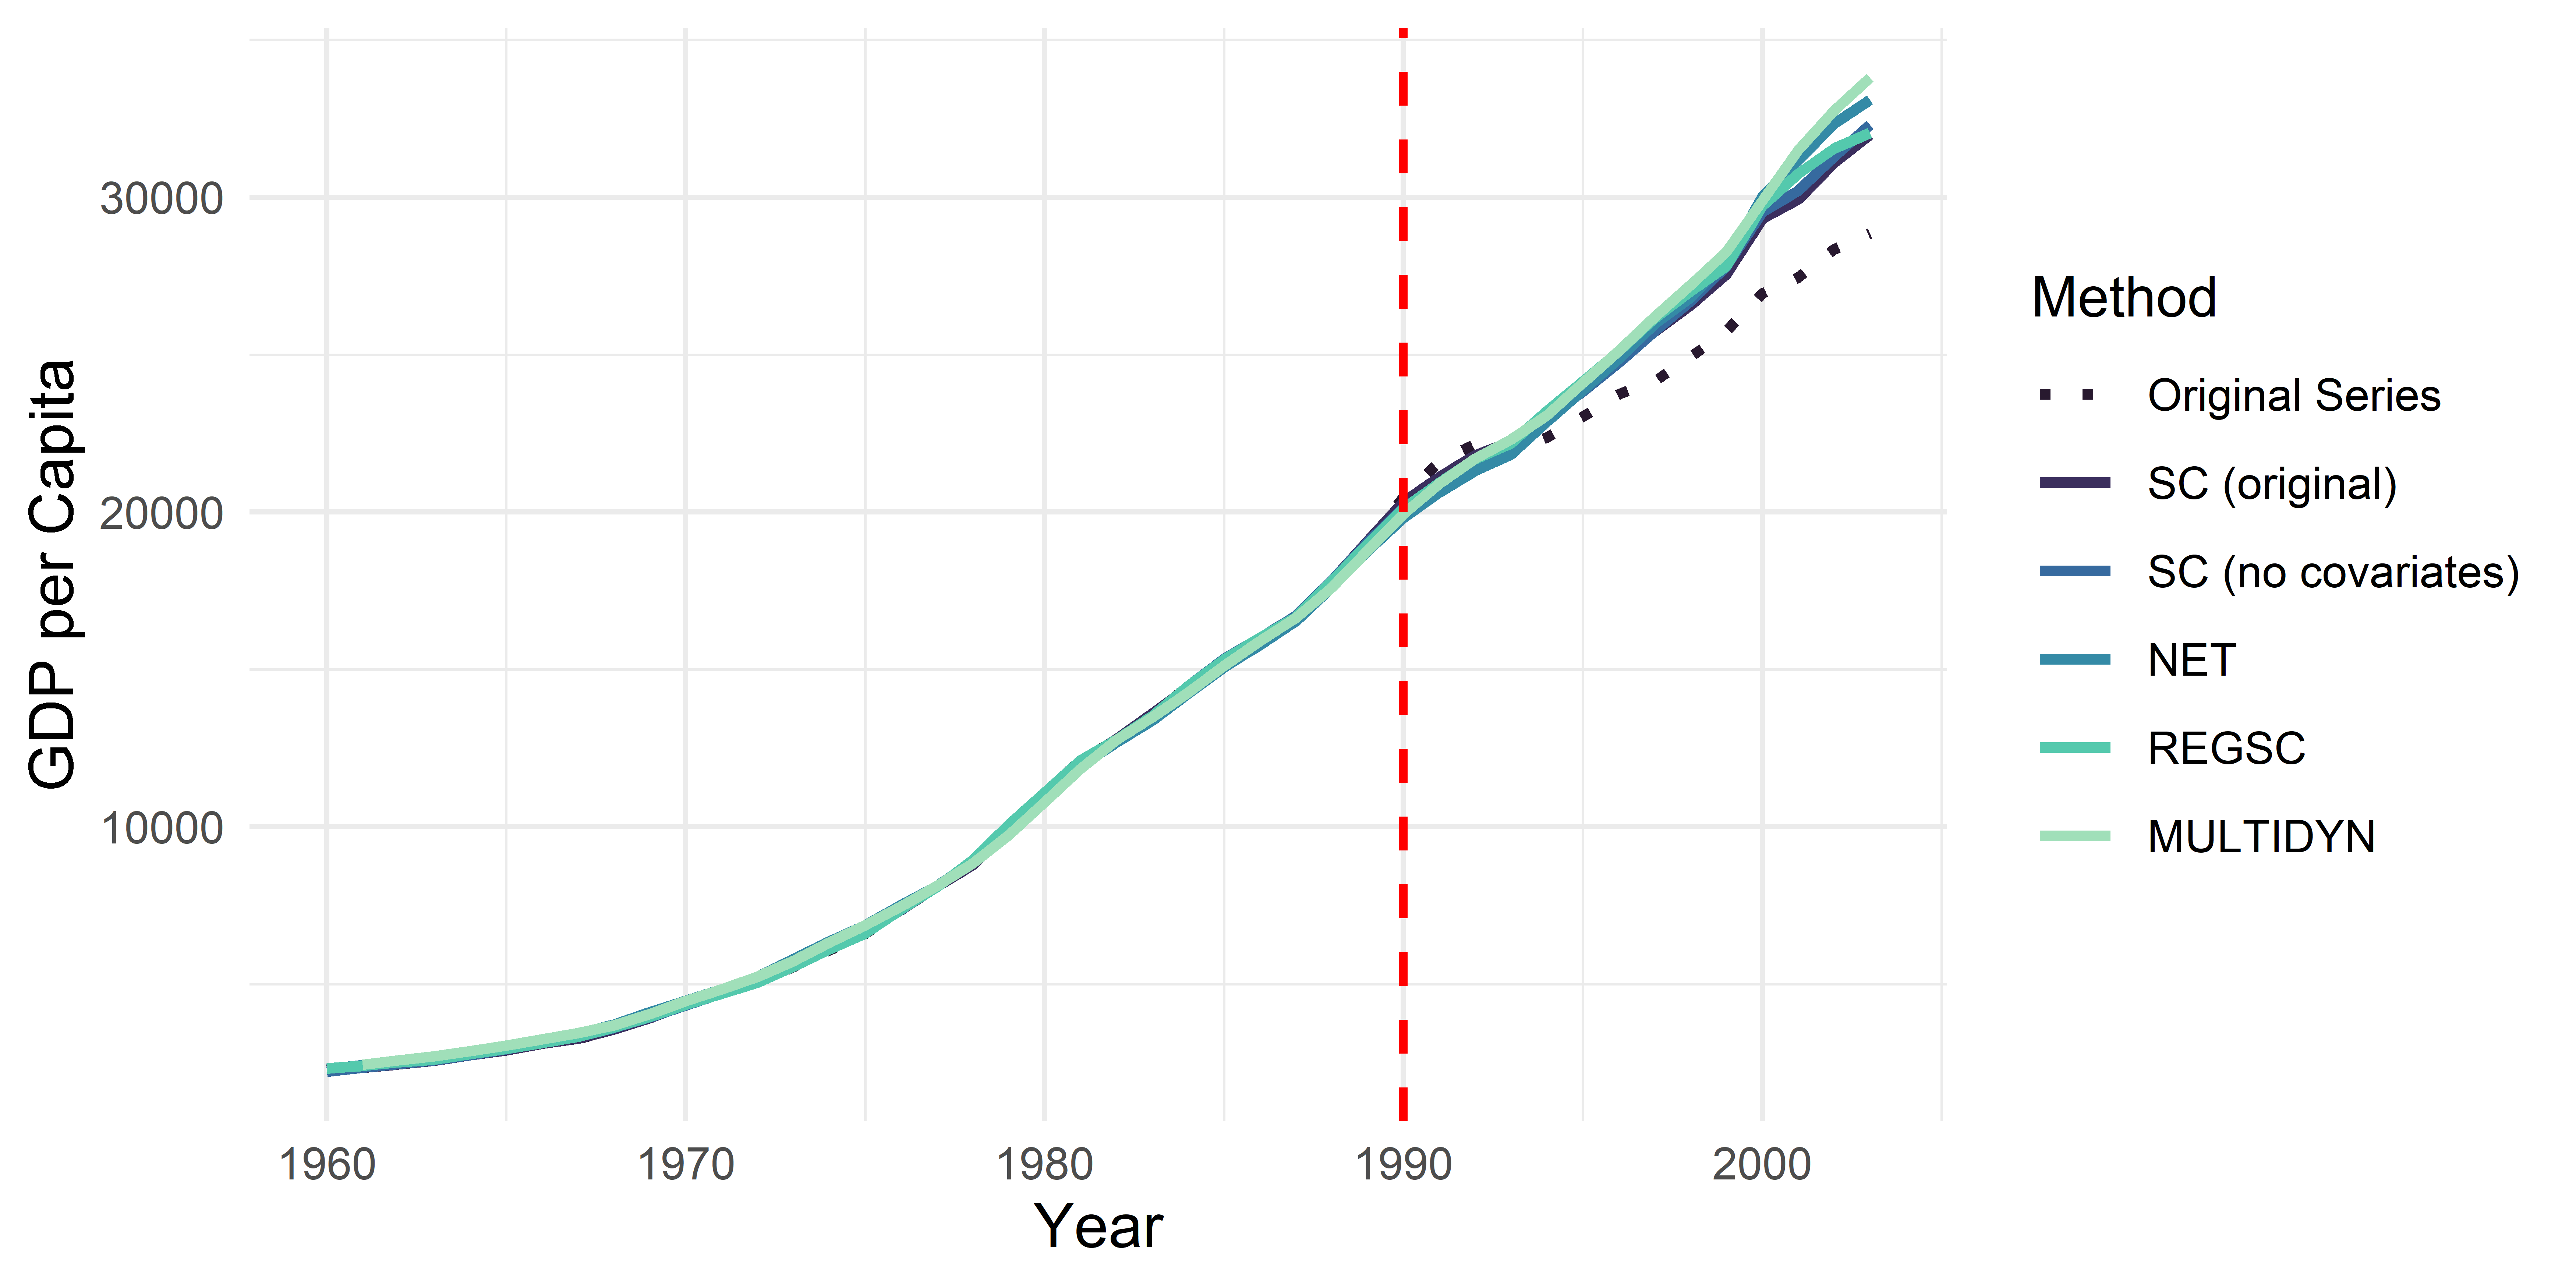 GDP per Capita
30000
20000
10000
1960
1970
1980
1990
2000
Year
Method
Original Series
SC (original)
SC (no covariates)
NET
REGSC
MULTIDYN